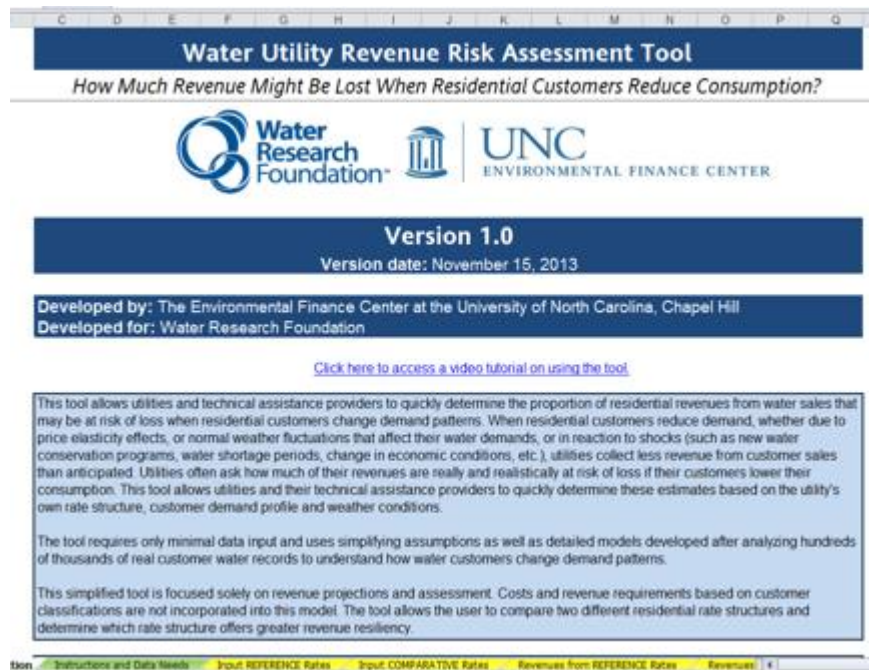 C D E F G H I J K L M N O P Q
Water Utility Revenue Risk Assessment Tool
How Much Revenue Might Be Lost When Residential Customers Reduce Consumption?
Water
Research
Foundation™
UNC
ENVIRONMENTAL FINANCE CENTER
Version 1.0
Version date: November 15, 2013
Developed by: The Environmental Finance Center at the University of North Carolina, Chapel Hill
Developed for: Water Research Foundation
Click here to access a video tutorial on using the tool.
This tool allows utilities and technical assistance providers to quickly determine the proportion of residential revenues from water sales that
may be at risk of loss when residential customers change demand patterns. When residential customers reduce demand, whether due to
price elasticity effects, or normal weather fluctuations that affect their water demands, or in reaction to shocks (such as new water
conservation programs, water shortage periods, change in economic conditions, etc.), utilities collect less revenue from customer sales
than anticipated. Utilities often ask how much of their revenues are really and realistically at risk of loss if their customers lower their
consumption. This tool allows utilities and their technical assistance providers to quickly determine these estimates based on the utility's
own rate structure, customer demand profile and weather conditions.
The tool requires only minimal data input and uses simplifying assumptions as well as detailed models developed after analyzing hundreds
of thousands of real customer water records to understand how water customers change demand patterns.
This simplified tool is focused solely on revenue projections and assessment. Costs and revenue requirements based on customer
classifications are not incorporated into this model. The tool allows the user to compare two different residential rate structures and
determine which rate structure offers greater revenue resiliency.
tion Instructions and Data Needs Input REFERENCE Rates Input COMPARATIVE Rates Revenues from REFERENCE Rates Revenues